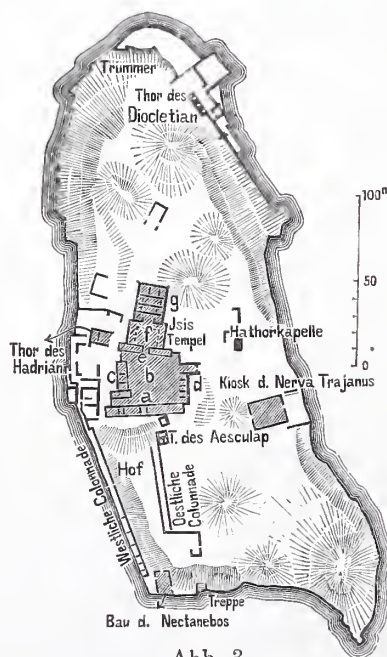 Trümmer
Thor des
Diocletian
100m
50
0
g
f
Jsis
Tempel
Hathorkapelle
Thor des
Hadrian
e
c
b
d
a
Kiosk d. Nerva Trajanus
T. des Aesculap
Hof
Westliche Colonnade
Oestliche
Colonnade
Treppe
Bau d. Nectanebos
Abb. 2